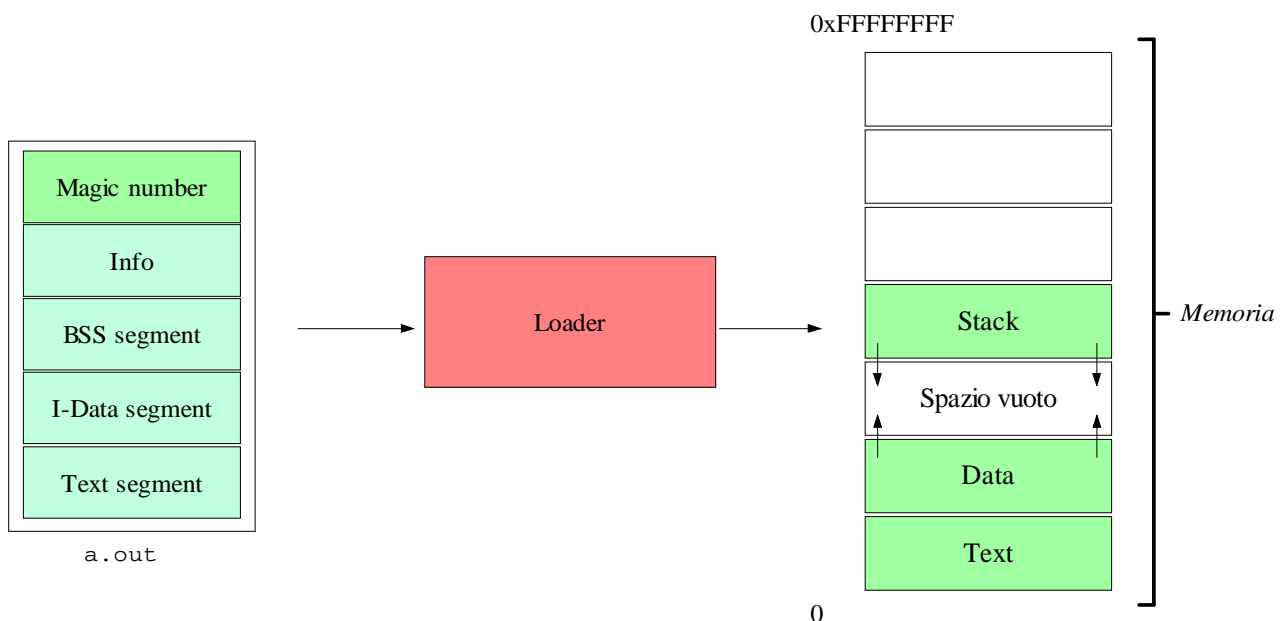 0xFFFFFFFF
Magic number
Info
BSS segment
I-Data segment
Text segment
a.out
Loader
Stack
Spazio vuoto
Data
Text
0
Memoria